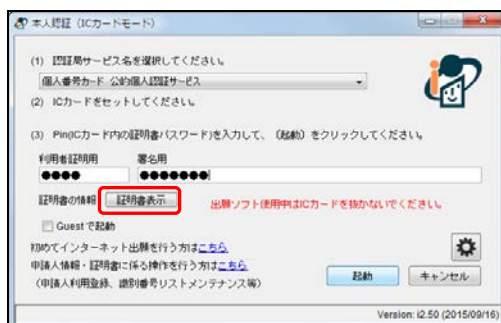 本人認証（ICカードモード）
(1) 認証局サービス名を選択してください。
個人番号カード 公的個人認証サービス
(2) ICカードをセットしてください。
(3) Pin(ICカード内の証明書パスワード)を入力して、（起動）をクリックしてください。
利用者証明用 署名用
●●●● ●●●●●●●
証明書の情報 証明書表示 出願ソフト使用中はICカードを抜かないでください。
Guestで起動
初めてインターネット出願を行う方はこちら
申請人情報・証明書に係る操作を行う方はこちら
（申請人利用登録、識別番号リストメンテナンス等）
起動 キャンセル
Version: i2.50 (2015/09/16)